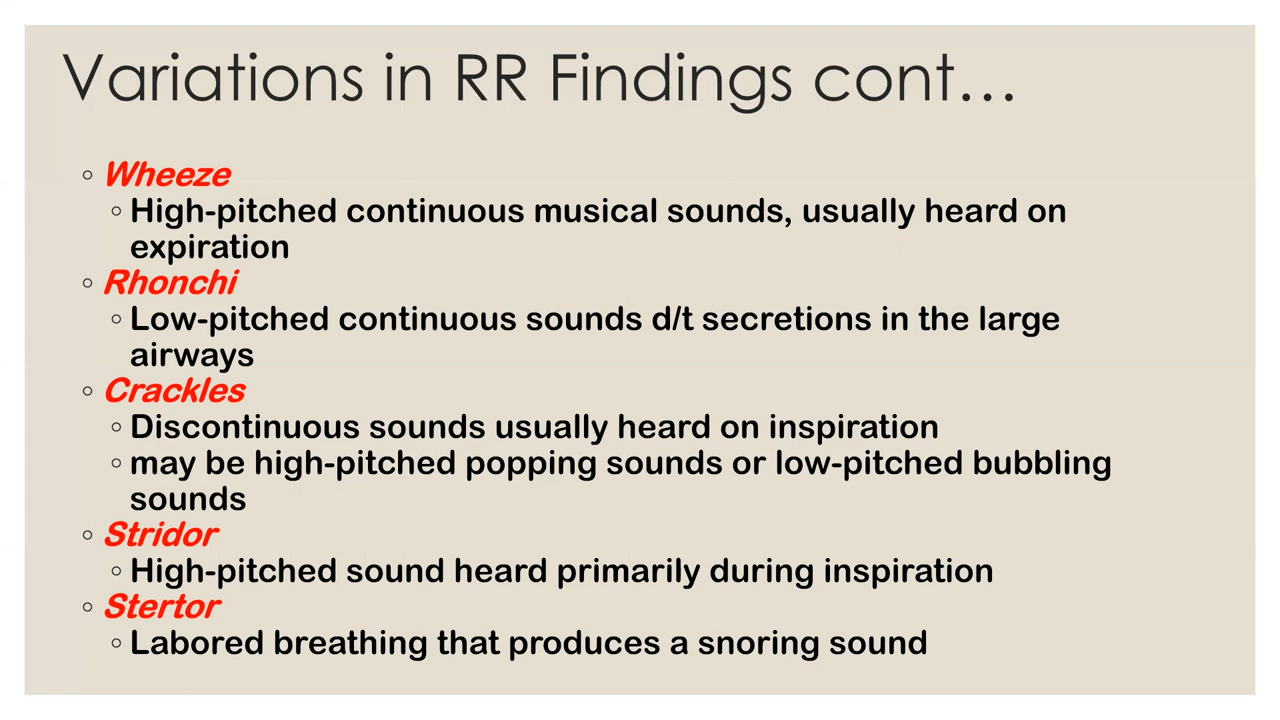 Variations in RR Findings cont…
◦ Wheeze
◦ High-pitched continuous musical sounds, usually heard on
expiration
◦ Rhonchi
◦ Low-pitched continuous sounds d/t secretions in the large
airways
◦ Crackles
◦ Discontinuous sounds usually heard on inspiration
◦ may be high-pitched popping sounds or low-pitched bubbling
sounds
◦ Stridor
◦ High-pitched sound heard primarily during inspiration
◦ Stertor
◦ Labored breathing that produces a snoring sound